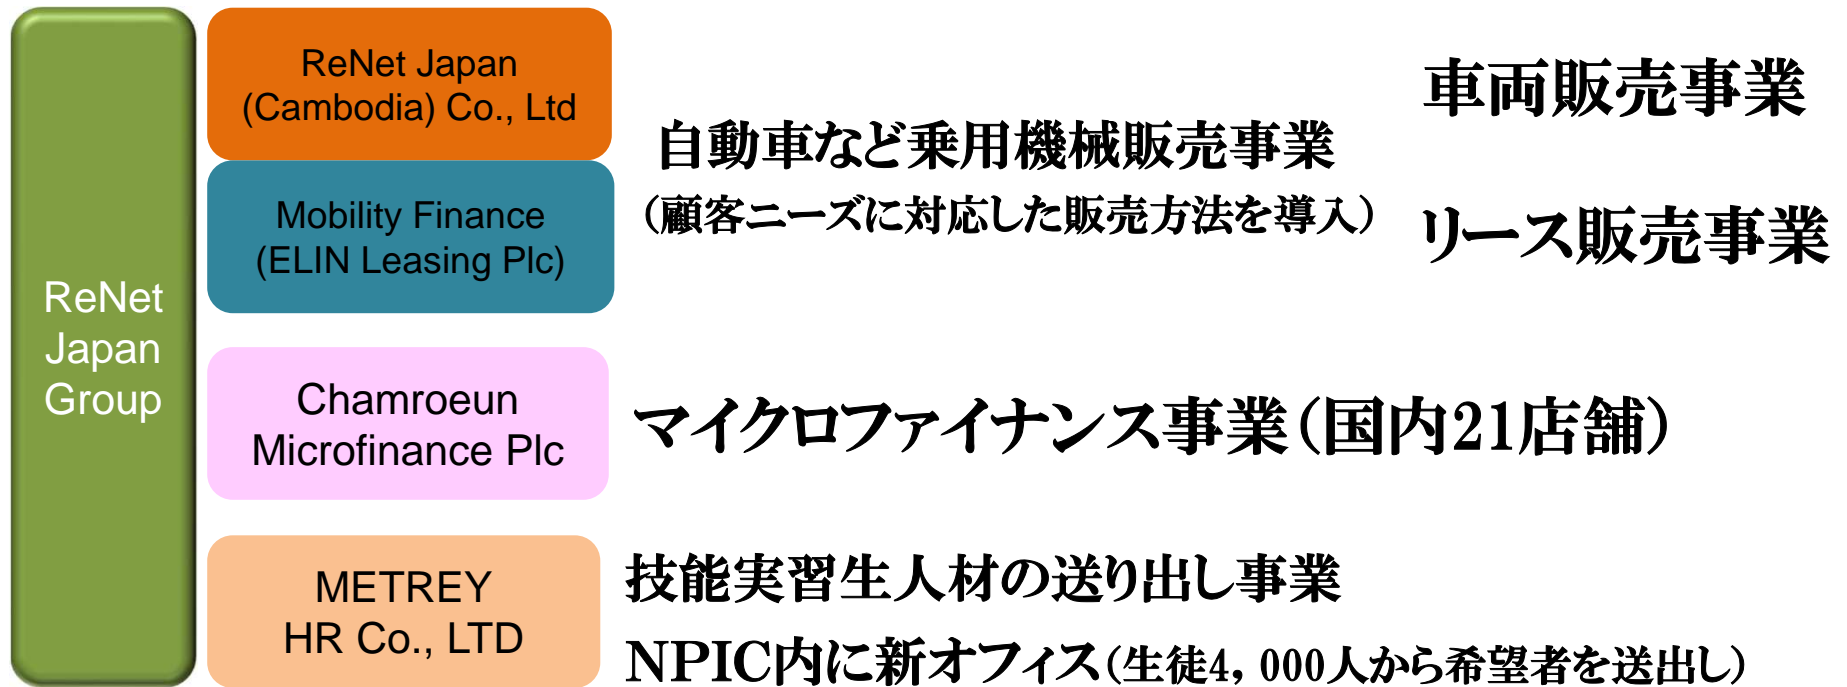 ReNet
Japan
Group
ReNet Japan
(Cambodia) Co., Ltd
Mobility Finance
(ELIN Leasing Plc)
自動車など乗用機械販売事業
（顧客ニーズに対応した販売方法を導入）
車両販売事業
リース販売事業
Chamroeun
Microfinance Plc
マイクロファイナンス事業（国内21店舗）
METREY
HR Co., LTD
技能実習生人材の送り出し事業
NPIC内に新オフィス（生徒4，000人から希望者を送出し）